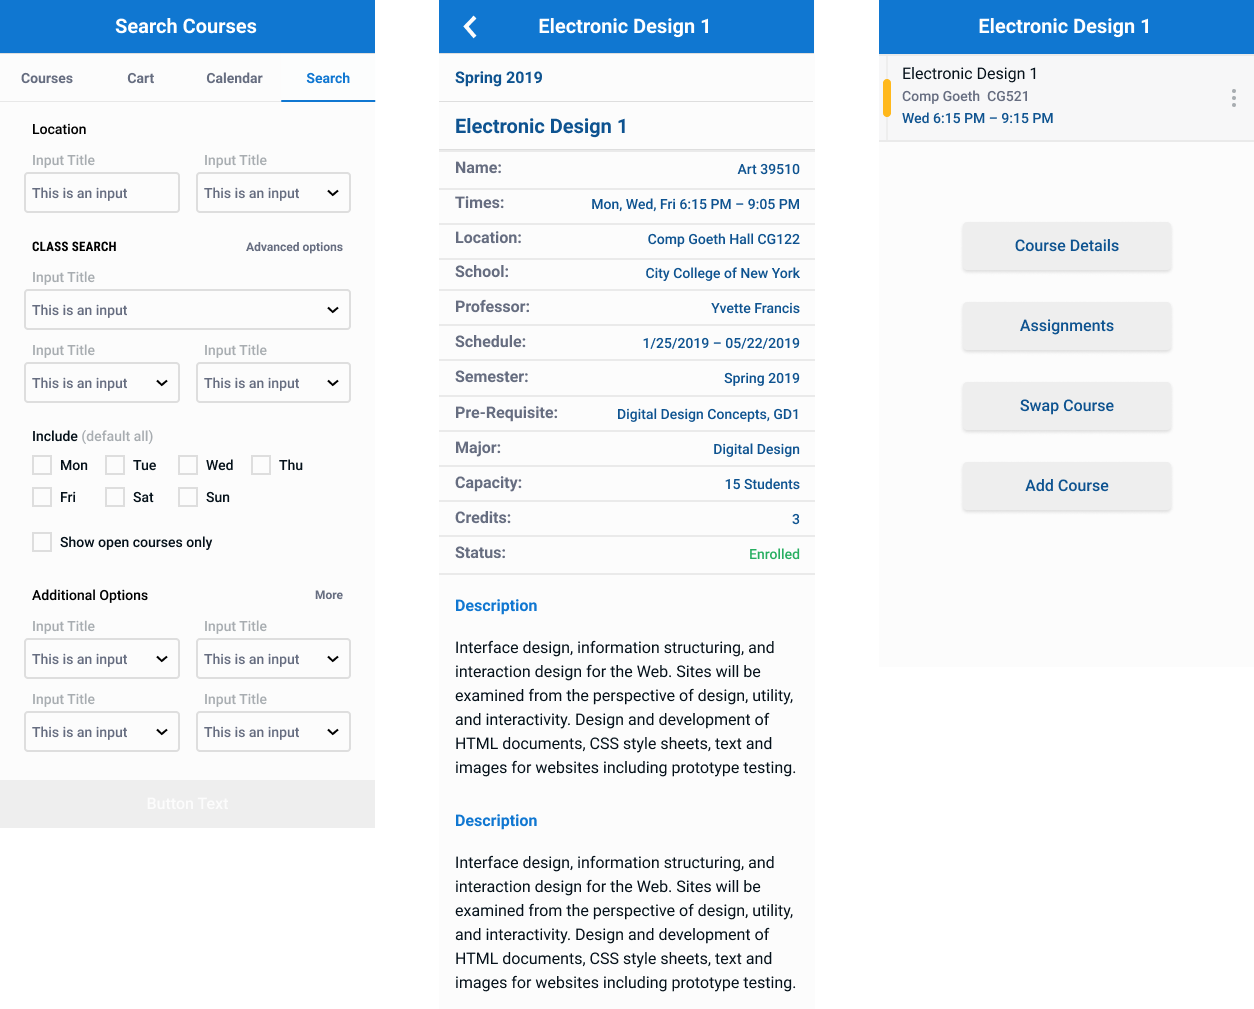 Search Courses
Courses Cart Calendar Search
Location
Input Title Input Title
This is an input This is an input
CLASS SEARCH Advanced options
Input Title
This is an input
Input Title Input Title
This is an input This is an input
Include (default all)
Mon Tue Wed Thu
Fri Sat Sun
Show open courses only
Additional Options More
Input Title Input Title
This is an input This is an input
Input Title Input Title
This is an input This is an input
Button Text
Electronic Design 1
Spring 2019
Electronic Design 1
Name: Art 39510
Times: Mon, Wed, Fri 6:15 PM – 9:05 PM
Location: Comp Goeth Hall CG122
School: City College of New York
Professor: Yvette Francis
Schedule: 1/25/2019 – 05/22/2019
Semester: Spring 2019
Pre-Requisite: Digital Design Concepts, GD1
Major: Digital Design
Capacity: 15 Students
Credits: 3
Status: Enrolled
Description
Interface design, information structuring, and
interaction design for the Web. Sites will be
examined from the perspective of design, utility,
and interactivity. Design and development of
HTML documents, CSS style sheets, text and
images for websites including prototype testing.
Description
Interface design, information structuring, and
interaction design for the Web. Sites will be
examined from the perspective of design, utility,
and interactivity. Design and development of
HTML documents, CSS style sheets, text and
images for websites including prototype testing.
Electronic Design 1
Electronic Design 1
Comp Goeth CG521
Wed 6:15 PM – 9:15 PM
Course Details
Assignments
Swap Course
Add Course